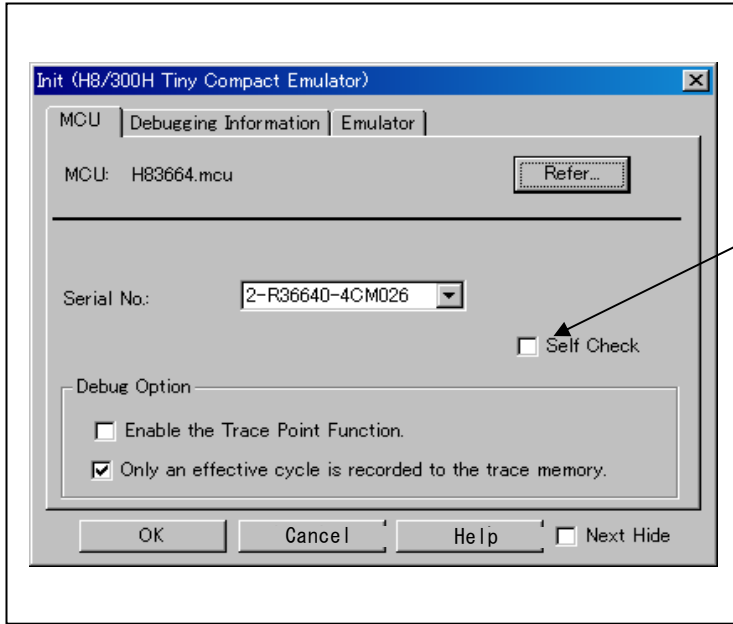 Init (H8/300H Tiny Compact Emulator)
MCU Debugging Information Emulator
MCU: H83664.mcu Refer...
Serial No.: 2-R36640-4CM026
Self Check
Debug Option
Enable the Trace Point Function.
Only an effective cycle is recorded to the trace memory.
OK Cancel Help Next Hide